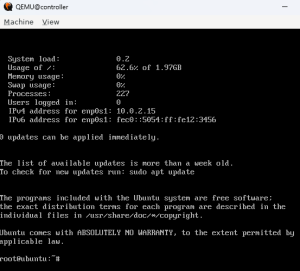 QEMU@controller
Machine View
System load: 0.2
Usage of /: 62.6% of 1.97GB
Memory usage: 0%
Swap usage: 0%
Processes: 227
Users logged in: 0
IPv4 address for enp0s1: 10.0.2.15
IPv6 address for enp0s1: fec0::5054:ff:fe12:3456
0 updates can be applied immediately.
The list of available updates is more than a week old.
To check for new updates run: sudo apt update
The programs included with the Ubuntu system are free software;
the exact distribution terms for each program are described in the
individual files in /usr/share/doc/*/copyright.
Ubuntu comes with ABSOLUTELY NO WARRANTY, to the extent permitted by
applicable law.
root@ubuntu:~#